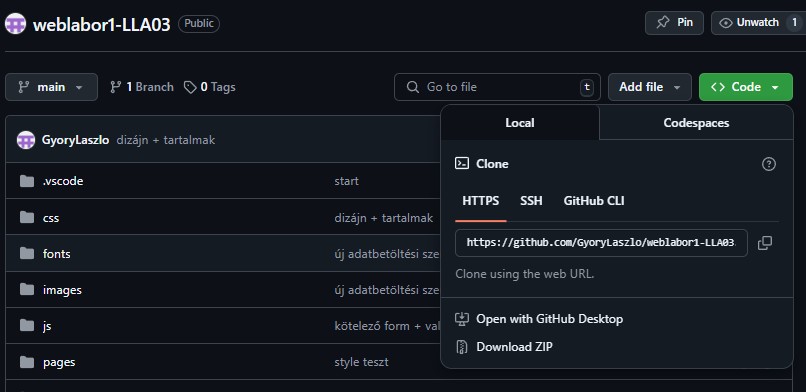 weblabor1-LLA03 Public Pin Unwatch 1
main 1 Branch 0 Tags Go to file t Add file <> Code
Local Codespaces
GyoryLaszlo dizájn + tartalmak
Clone
.vscode start
HTTPS SSH GitHub CLI
css dizájn + tartalmak
https://github.com/GyoryLaszlo/weblabor1-LLA03
fonts új adatbetöltési sze
Clone using the web URL.
images új adatbetöltési sze
Open with GitHub Desktop
js kötelező form + val
Download ZIP
pages style teszt